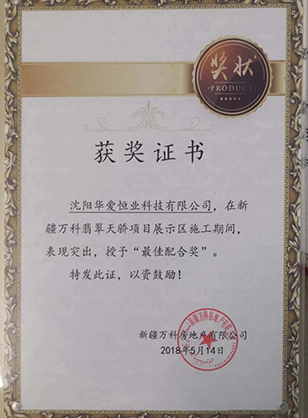 奖状
·PRODUCT·
获奖证书
沈阳华爱恒业科技有限公司，在新
疆万科翡翠天骄项目展示区施工期间，
表现突出，授予“最佳配合奖”。
特发此证，以资鼓励！
新疆万科房地产有限公司
2018年5月14日